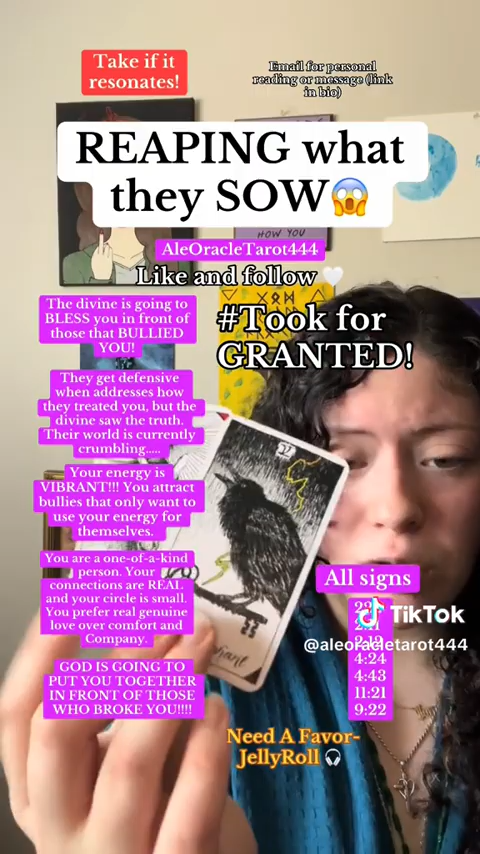 Take if it
resonates!
Email for personal
reading or message (link
in bio)
REAPING what
they SOW😱
HOW YOU
AleOracleTarot444
Like and follow 🤍
#Took for
GRANTED!
The divine is going to
BLESS you in front of
those that BULLIED
YOU!
They get defensive
when addresses how
they treated you, but the
divine saw the truth.
Their world is currently
crumbling.....
Your energy is
VIBRANT!!! You attract
bullies that only want to
use your energy for
themselves.
You are a one-of-a-kind
person. Your
connections are REAL
and your circle is small.
You prefer real genuine
love over comfort and
Company.
GOD IS GOING TO
PUT YOU TOGETHER
IN FRONT OF THOSE
WHO BROKE YOU!!!!
All signs
TikTok
@aleoracletarot444
4:24
4:43
11:21
9:22
Need A Favor-
JellyRoll 🎧